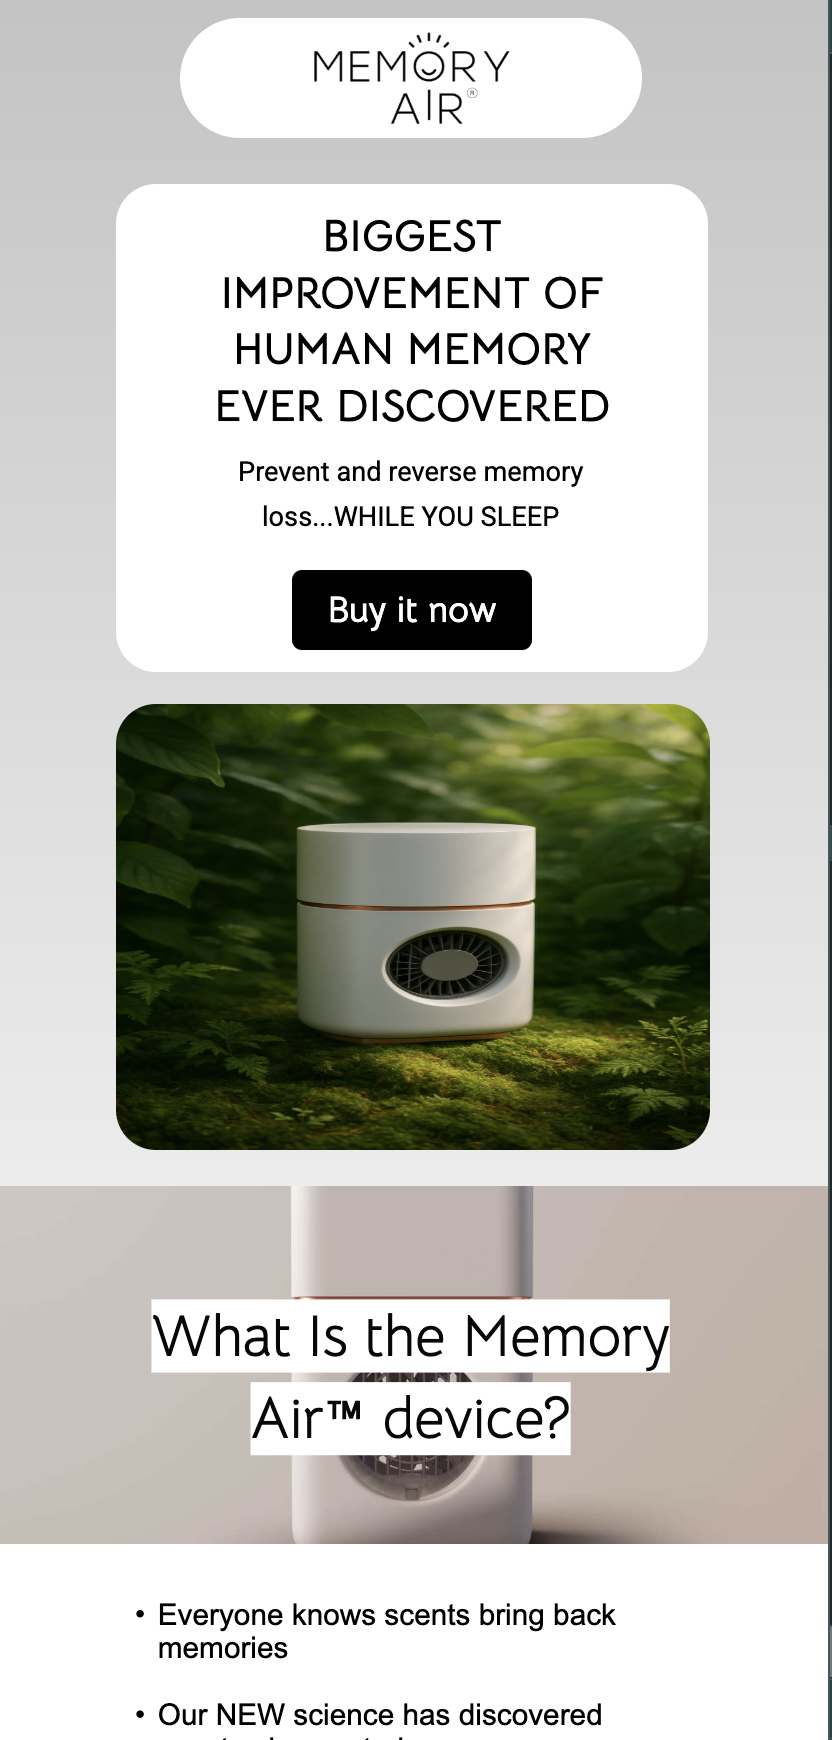 MEMORY
AIR®
BIGGEST
IMPROVEMENT OF
HUMAN MEMORY
EVER DISCOVERED
Prevent and reverse memory
loss...WHILE YOU SLEEP
Buy it now
What Is the Memory
Air™ device?
• Everyone knows scents bring back
memories
• Our NEW science has discovered